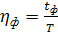 η_ф = t_ф / T